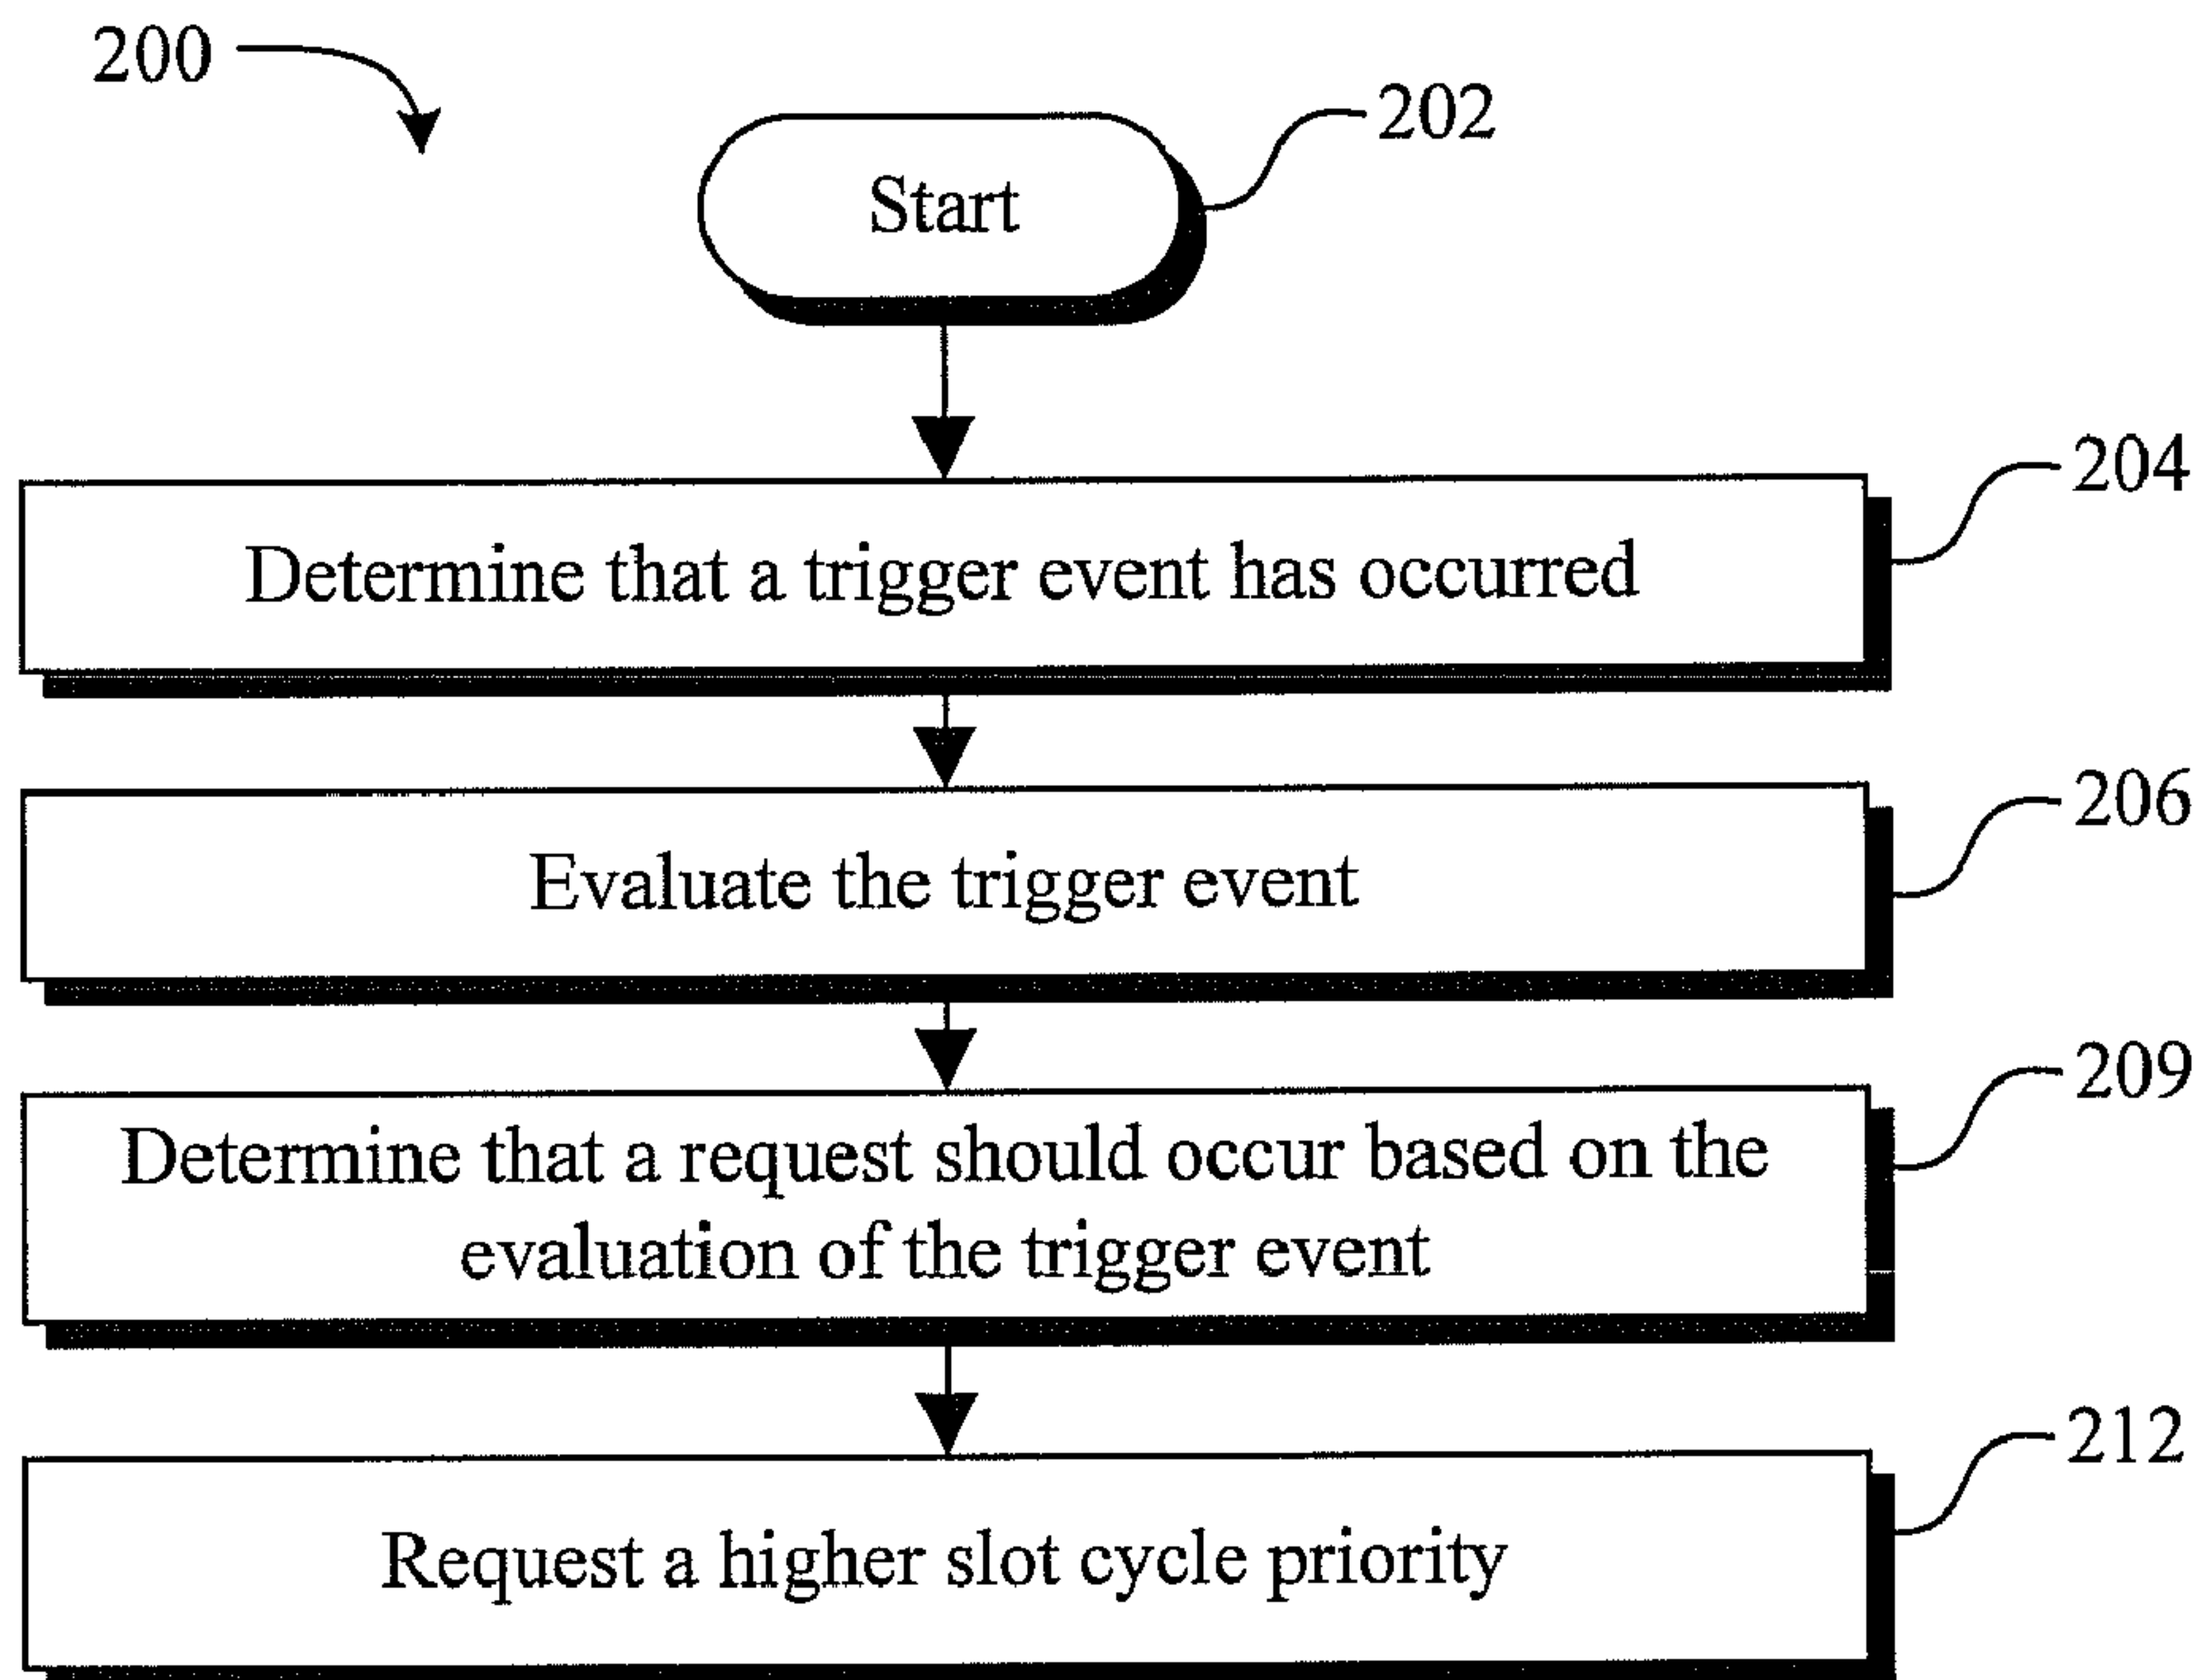 200
202
Start
204
Determine that a trigger event has occurred
206
Evaluate the trigger event
209
Determine that a request should occur based on the
evaluation of the trigger event
212
Request a higher slot cycle priority